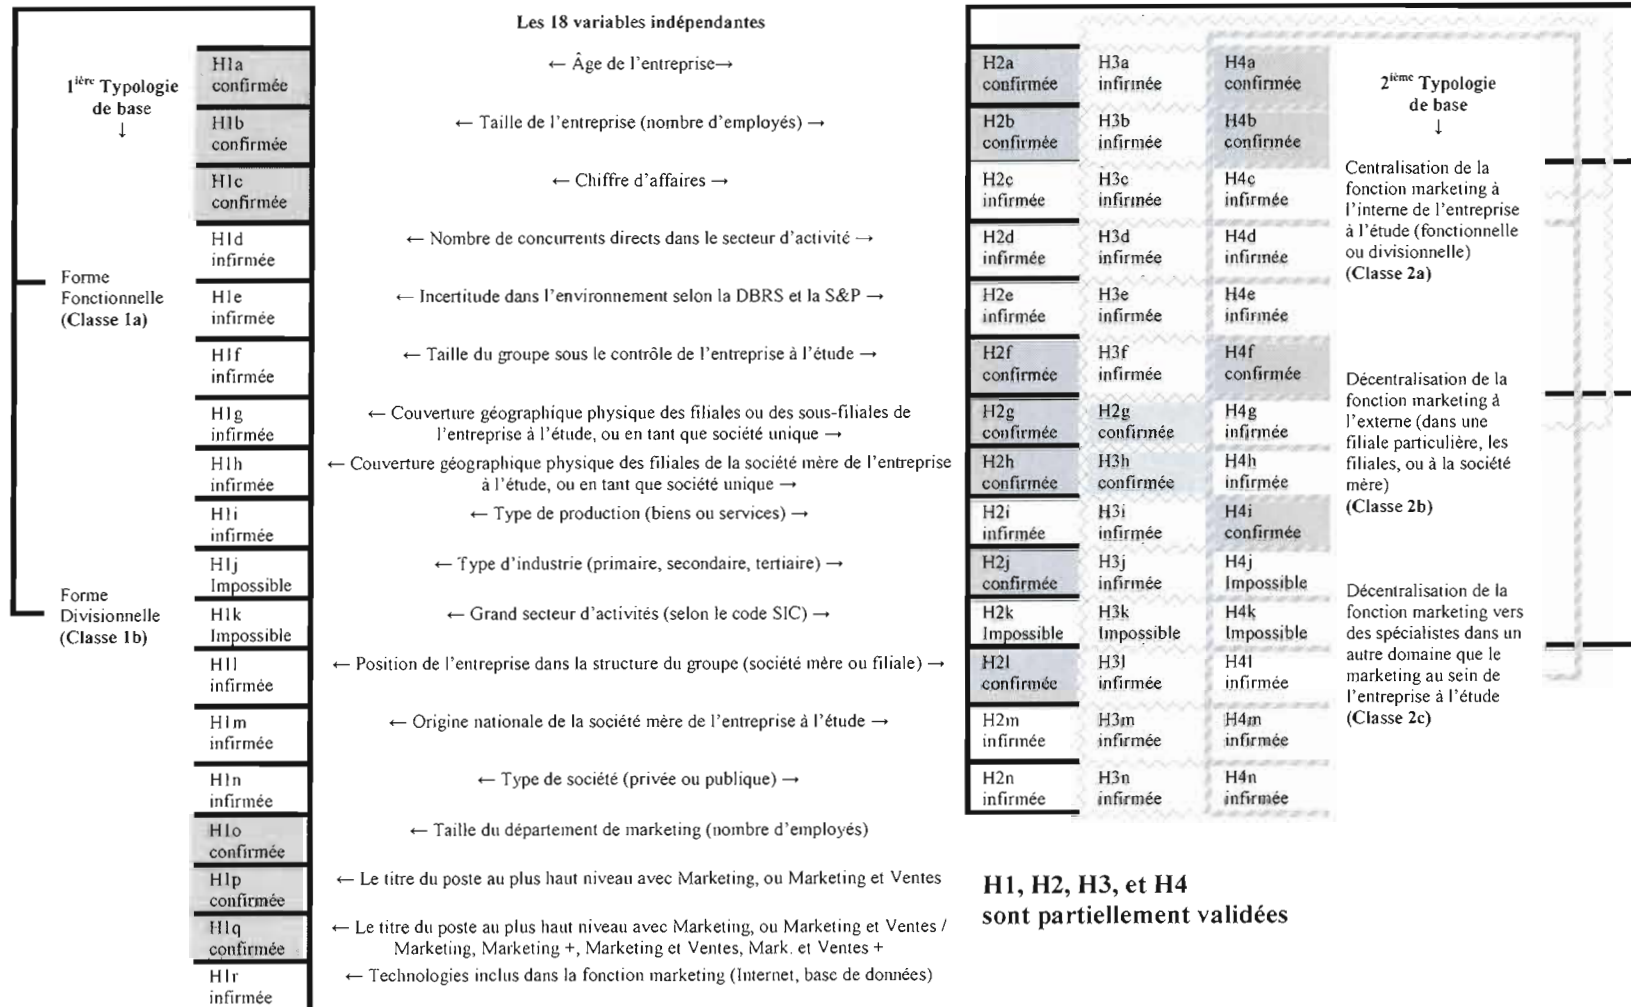 Les 18 variables indépendantes
1ière Typologie
de base
↓
Forme
Fonctionnelle
(Classe 1a)
Forme
Divisionnelle
(Classe 1b)
H1a
confirmée
H1b
confirmée
H1c
confirmée
H1d
infirmée
H1e
infirmée
H1f
infirmée
H1g
infirmée
H1h
infirmée
H1i
infirmée
H1j
Impossible
H1k
Impossible
H1l
infirmée
H1m
infirmée
H1n
infirmée
H1o
confirmée
H1p
confirmée
H1q
confirmée
H1r
infirmée
← Âge de l'entreprise→
← Taille de l'entreprise (nombre d'employés) →
← Chiffre d'affaires →
← Nombre de concurrents directs dans le secteur d'activité →
← Incertitude dans l'environnement selon la DBRS et la S&P →
← Taille du groupe sous le contrôle de l'entreprise à l'étude →
← Couverture géographique physique des filiales ou des sous-filiales de
l'entreprise à l'étude, ou en tant que société unique →
← Couverture géographique physique des filiales de la société mère de l'entreprise
à l'étude, ou en tant que société unique →
← Type de production (biens ou services) →
← Type d'industrie (primaire, secondaire, tertiaire) →
← Grand secteur d'activités (selon le code SIC) →
← Position de l'entreprise dans la structure du groupe (société mère ou filiale) →
← Origine nationale de la société mère de l'entreprise à l'étude →
← Type de société (privée ou publique) →
← Taille du département de marketing (nombre d'employés)
← Le titre du poste au plus haut niveau avec Marketing, ou Marketing et Ventes
← Le titre du poste au plus haut niveau avec Marketing, ou Marketing et Ventes /
Marketing, Marketing +, Marketing et Ventes, Mark. et Ventes +
← Technologies inclus dans la fonction marketing (Internet, base de données)
H2a
confirmée
H2b
confirmée
H2c
infirmée
H2d
infirmée
H2e
infirmée
H2f
confirmée
H2g
confirmée
H2h
confirmée
H2i
infirmée
H2j
confirmée
H2k
Impossible
H2l
confirmée
H2m
infirmée
H2n
infirmée
H3a
infirmée
H3b
infirmée
H3c
infirmée
H3d
infirmée
H3e
infirmée
H3f
infirmée
H2g
confirmée
H3h
confirmée
H3i
infirmée
H3j
infirmée
H3k
Impossible
H3l
infirmée
H3m
infirmée
H3n
infirmée
H4a
confirmée
H4b
confirmée
H4c
infirmée
H4d
infirmée
H4e
infirmée
H4f
confirmée
H4g
infirmée
H4h
infirmée
H4i
confirmée
H4j
Impossible
H4k
Impossible
H4l
infirmée
H4m
infirmée
H4n
infirmée
2ième Typologie
de base
↓
Centralisation de la
fonction marketing à
l'interne de l'entreprise
à l'étude (fonctionnelle
ou divisionnelle)
(Classe 2a)
Décentralisation de la
fonction marketing à
l'externe (dans une
filiale particulière, les
filiales, ou à la société
mère)
(Classe 2b)
Décentralisation de la
fonction marketing vers
des spécialistes dans un
autre domaine que le
marketing au sein de
l'entreprise à l'étude
(Classe 2c)
H1, H2, H3, et H4
sont partiellement validées